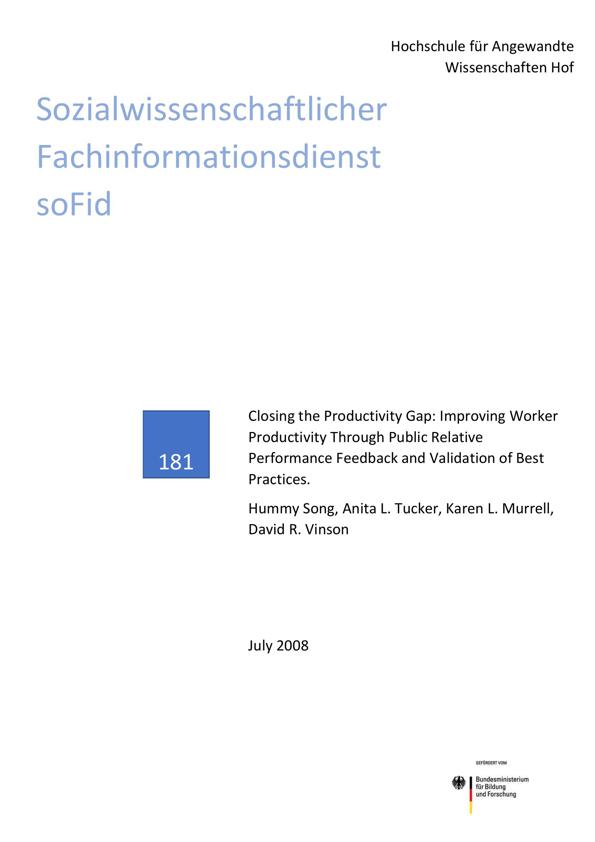 Hochschule für Angewandte
Wissenschaften Hof
Sozialwissenschaftlicher
Fachinformationsdienst
soFid
181
Closing the Productivity Gap: Improving Worker
Productivity Through Public Relative
Performance Feedback and Validation of Best
Practices.
Hummy Song, Anita L. Tucker, Karen L. Murrell,
David R. Vinson
July 2008
GEFÖRDERT VOM
Bundesministerium
für Bildung
und Forschung